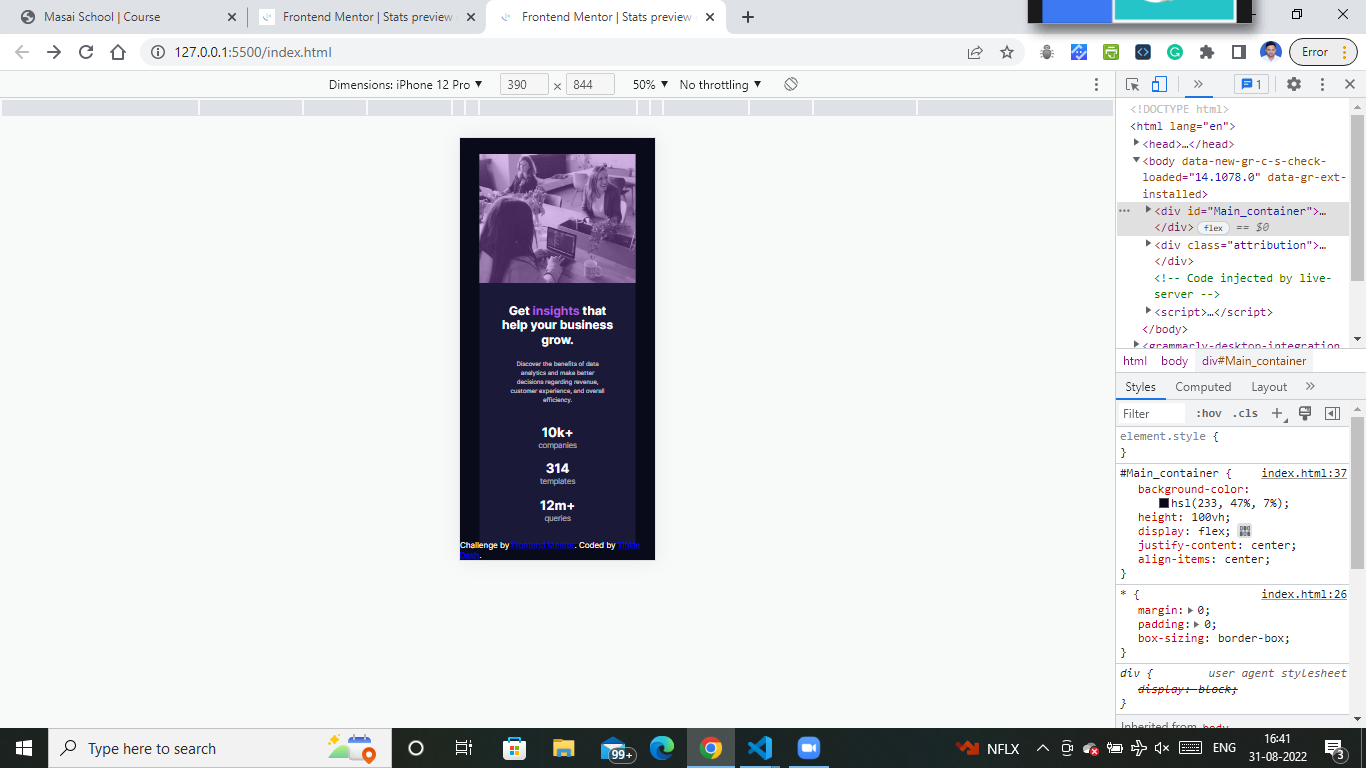 Masai School | Course
Frontend Mentor | Stats preview
Frontend Mentor | Stats preview
127.0.0.1:5500/index.html
Error
Dimensions: iPhone 12 Pro
390 x 844
50%
No throttling
1
<!DOCTYPE html>
<html lang="en">
<head>…</head>
<body data-new-gr-c-s-check-
loaded="14.1078.0" data-gr-ext-
installed>
<div id="Main_container">…
</div> flex == $0
<div class="attribution">…
</div>
<!-- Code injected by live-
server -->
<script>…</script>
</body>
<grammarly-desktop-integration
html body div#Main_container
Styles Computed Layout
Filter :hov .cls
element.style {
}
#Main_container { index.html:37
background-color:
hsl(233, 47%, 7%);
height: 100vh;
display: flex;
justify-content: center;
align-items: center;
}
* { index.html:26
margin: 0;
padding: 0;
box-sizing: border-box;
}
div { user agent stylesheet
display: block;
}
Inherited from body
Get insights that
help your business
grow.
Discover the benefits of data
analytics and make better
decisions regarding revenue,
customer experience, and overall
efficiency.
10k+
companies
314
templates
12m+
queries
Challenge by Frontend Mentor. Coded by
Type here to search
99+
NFLX
ENG
16:41
31-08-2022
3